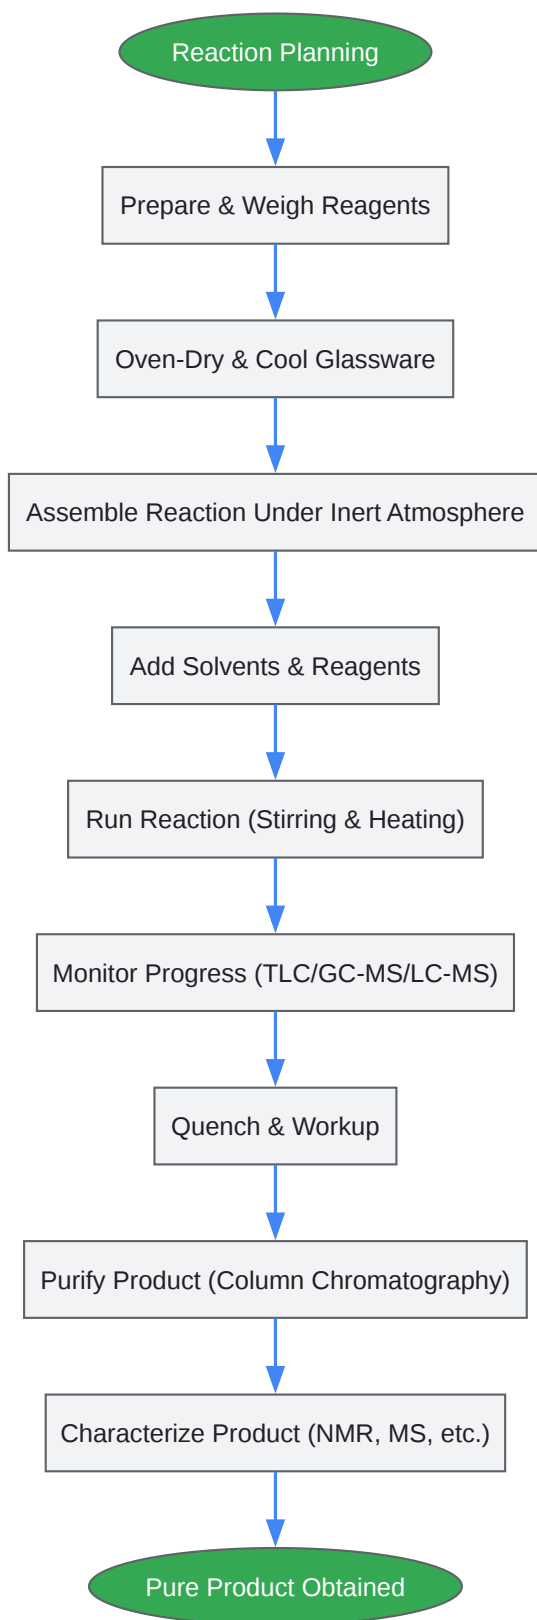 Reaction Planning
Prepare & Weigh Reagents
Oven-Dry & Cool Glassware
Assemble Reaction Under Inert Atmosphere
Add Solvents & Reagents
Run Reaction (Stirring & Heating)
Monitor Progress (TLC/GC-MS/LC-MS)
Quench & Workup
Purify Product (Column Chromatography)
Characterize Product (NMR, MS, etc.)
Pure Product Obtained